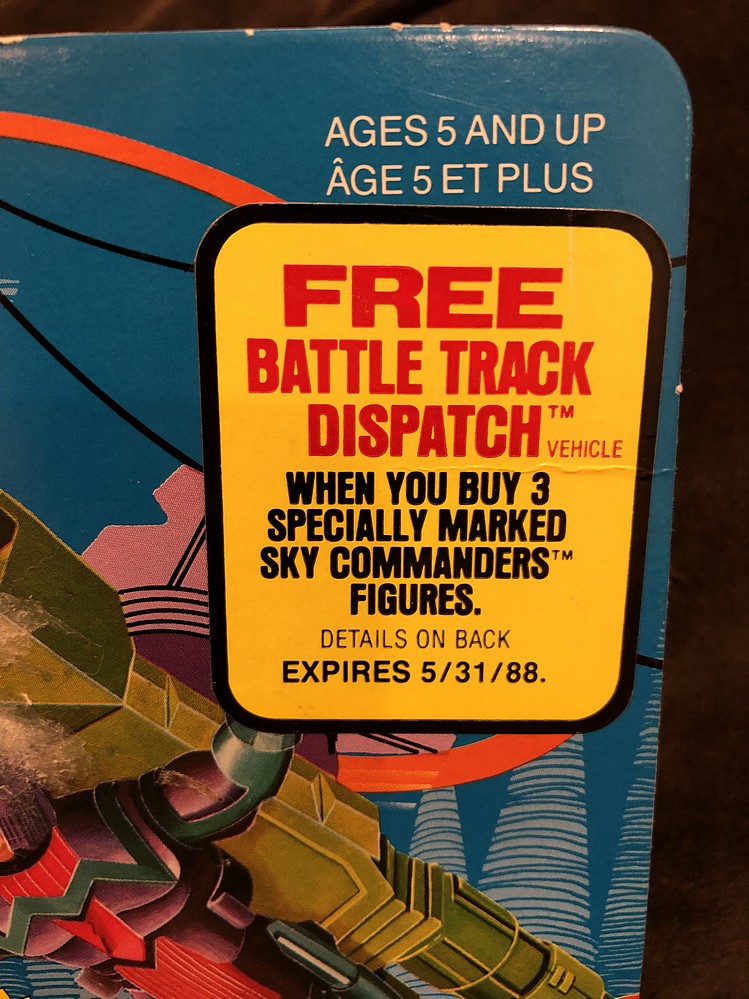 AGES 5 AND UP
ÂGE 5 ET PLUS
FREE
BATTLE TRACK
DISPATCH™ VEHICLE
WHEN YOU BUY 3
SPECIALLY MARKED
SKY COMMANDERS™
FIGURES.
DETAILS ON BACK
EXPIRES 5/31/88.